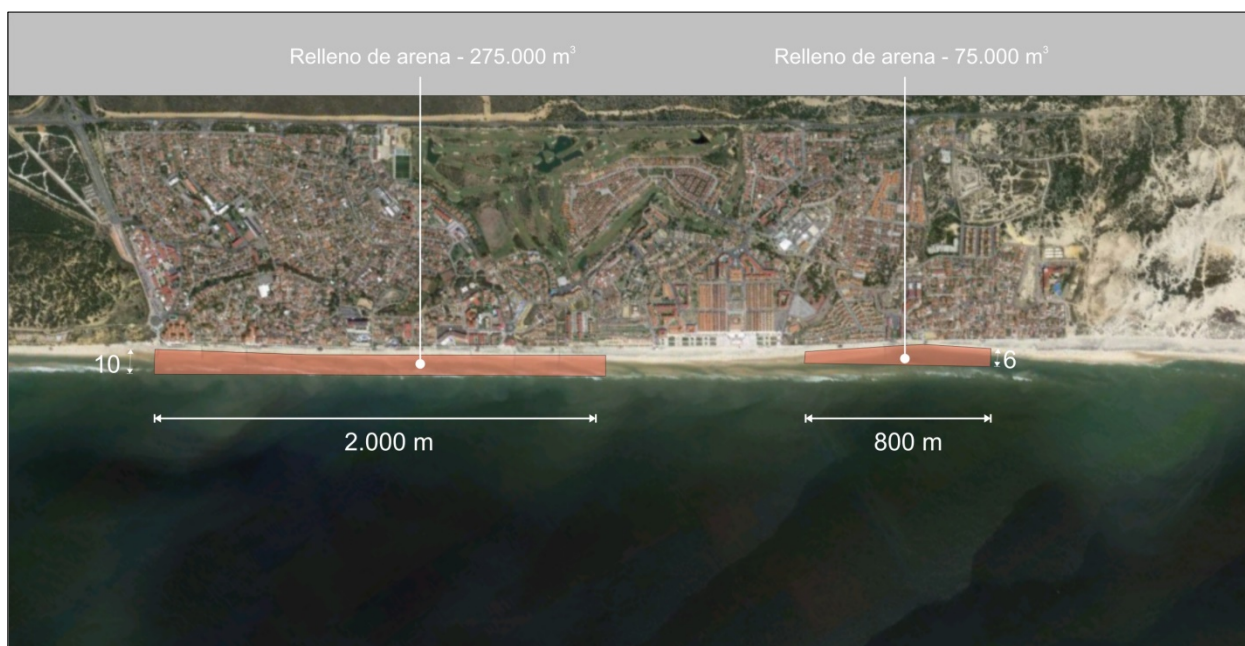 Relleno de arena - 275.000 m³
Relleno de arena - 75.000 m³
10
6
2.000 m
800 m